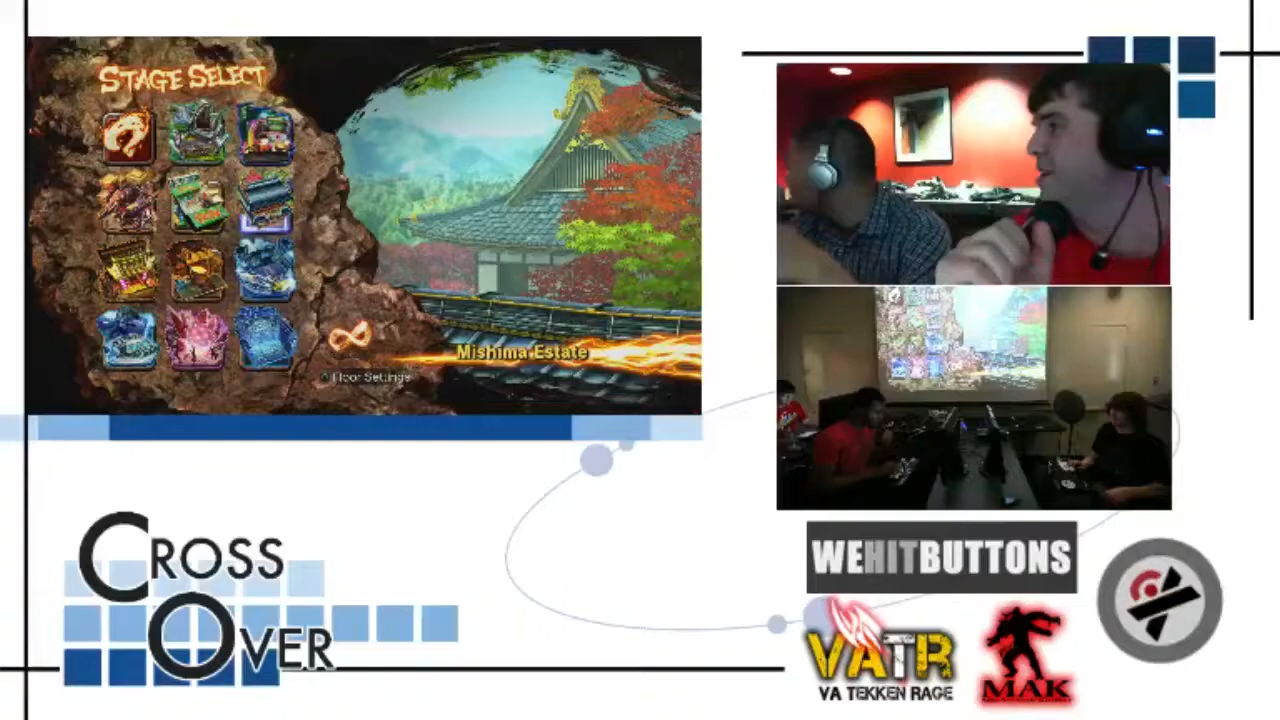 STAGE SELECT
Mishima Estate
Floor Settings
CROSS
OVER
WEHITBUTTONS
VATR
VA TEKKEN RAGE
MAK